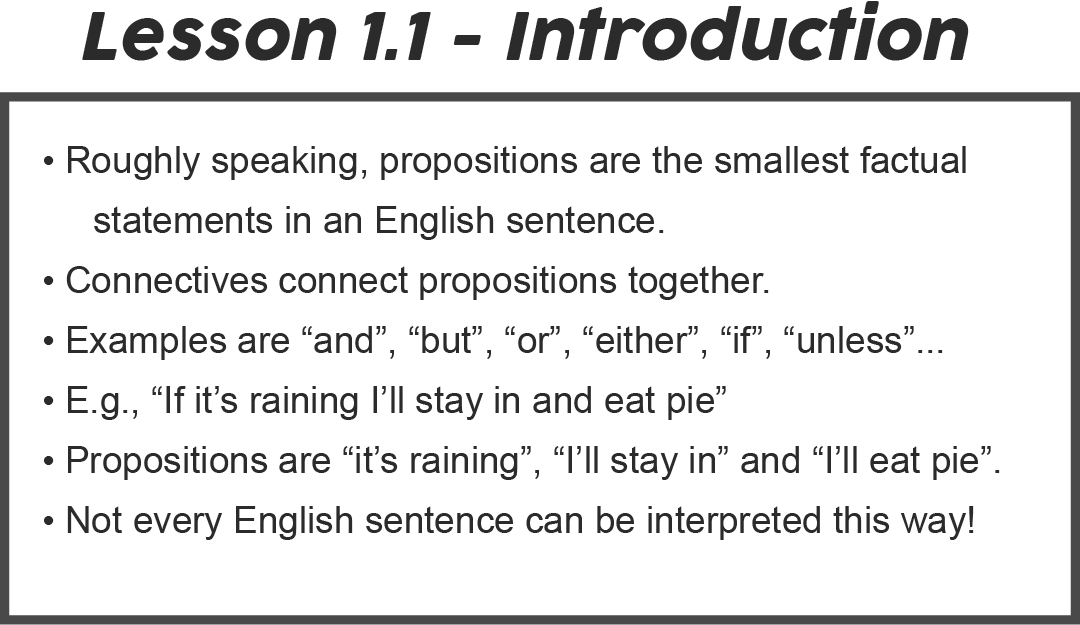 Lesson 1.1 - Introduction
• Roughly speaking, propositions are the smallest factual
statements in an English sentence.
• Connectives connect propositions together.
• Examples are “and”, “but”, “or”, “either”, “if”, “unless”...
• E.g., “If it’s raining I’ll stay in and eat pie”
• Propositions are “it’s raining”, “I’ll stay in” and “I’ll eat pie”.
• Not every English sentence can be interpreted this way!